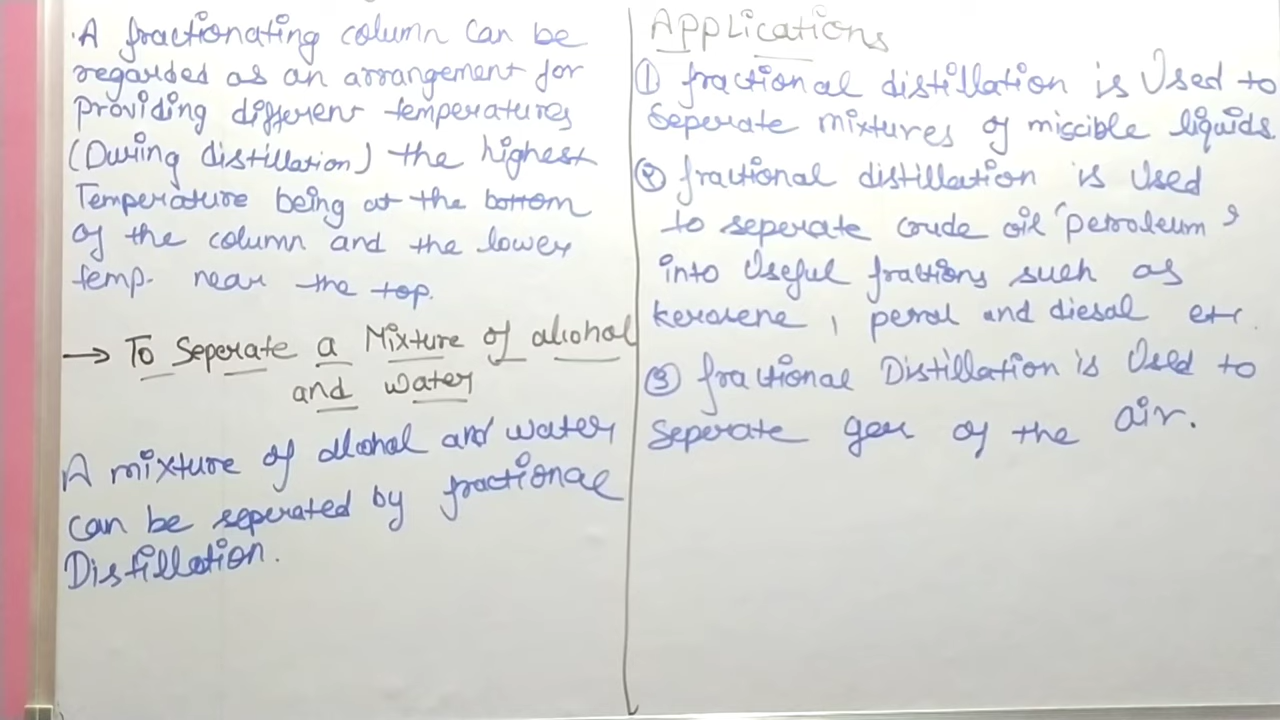 . A fractionating column can be
regarded as an arrangement for
providing different temperatures
(During distillation) the highest
Temperature being at the bottom
of the column and the lower
temp. near the top.
→ To Seperate a Mixture of alcohol
and water
A mixture of alcohal and water
can be seperated by fractional
Distillation.
Applications
① fractional distillation is Used to
Seperate mixtures of miscible liquids
② fractional distillation is Used
to seperate crude oil 'petroleum'
into Useful fractions such as
kerosene, petrol and diesal etc.
③ fractional Distillation is Used to
Seperate gas of the air.